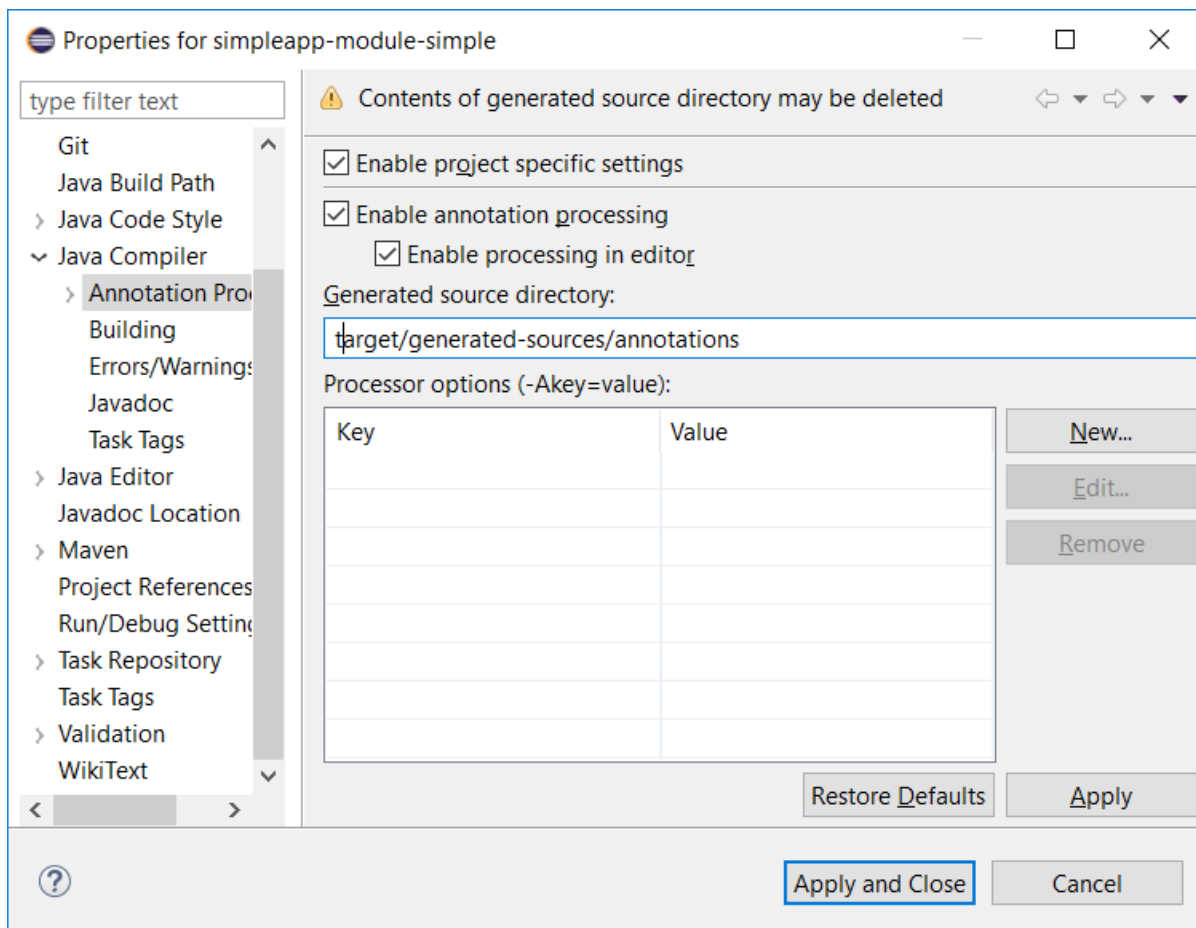 Properties for simpleapp-module-simple
type filter text
Git
Java Build Path
Java Code Style
Java Compiler
Annotation Pro
Building
Errors/Warnings
Javadoc
Task Tags
Java Editor
Javadoc Location
Maven
Project References
Run/Debug Setting
Task Repository
Task Tags
Validation
WikiText
Contents of generated source directory may be deleted
Enable project specific settings
Enable annotation processing
Enable processing in editor
Generated source directory:
target/generated-sources/annotations
Processor options (-Akey=value):
Key Value
New...
Edit...
Remove
Restore Defaults Apply
? Apply and Close Cancel